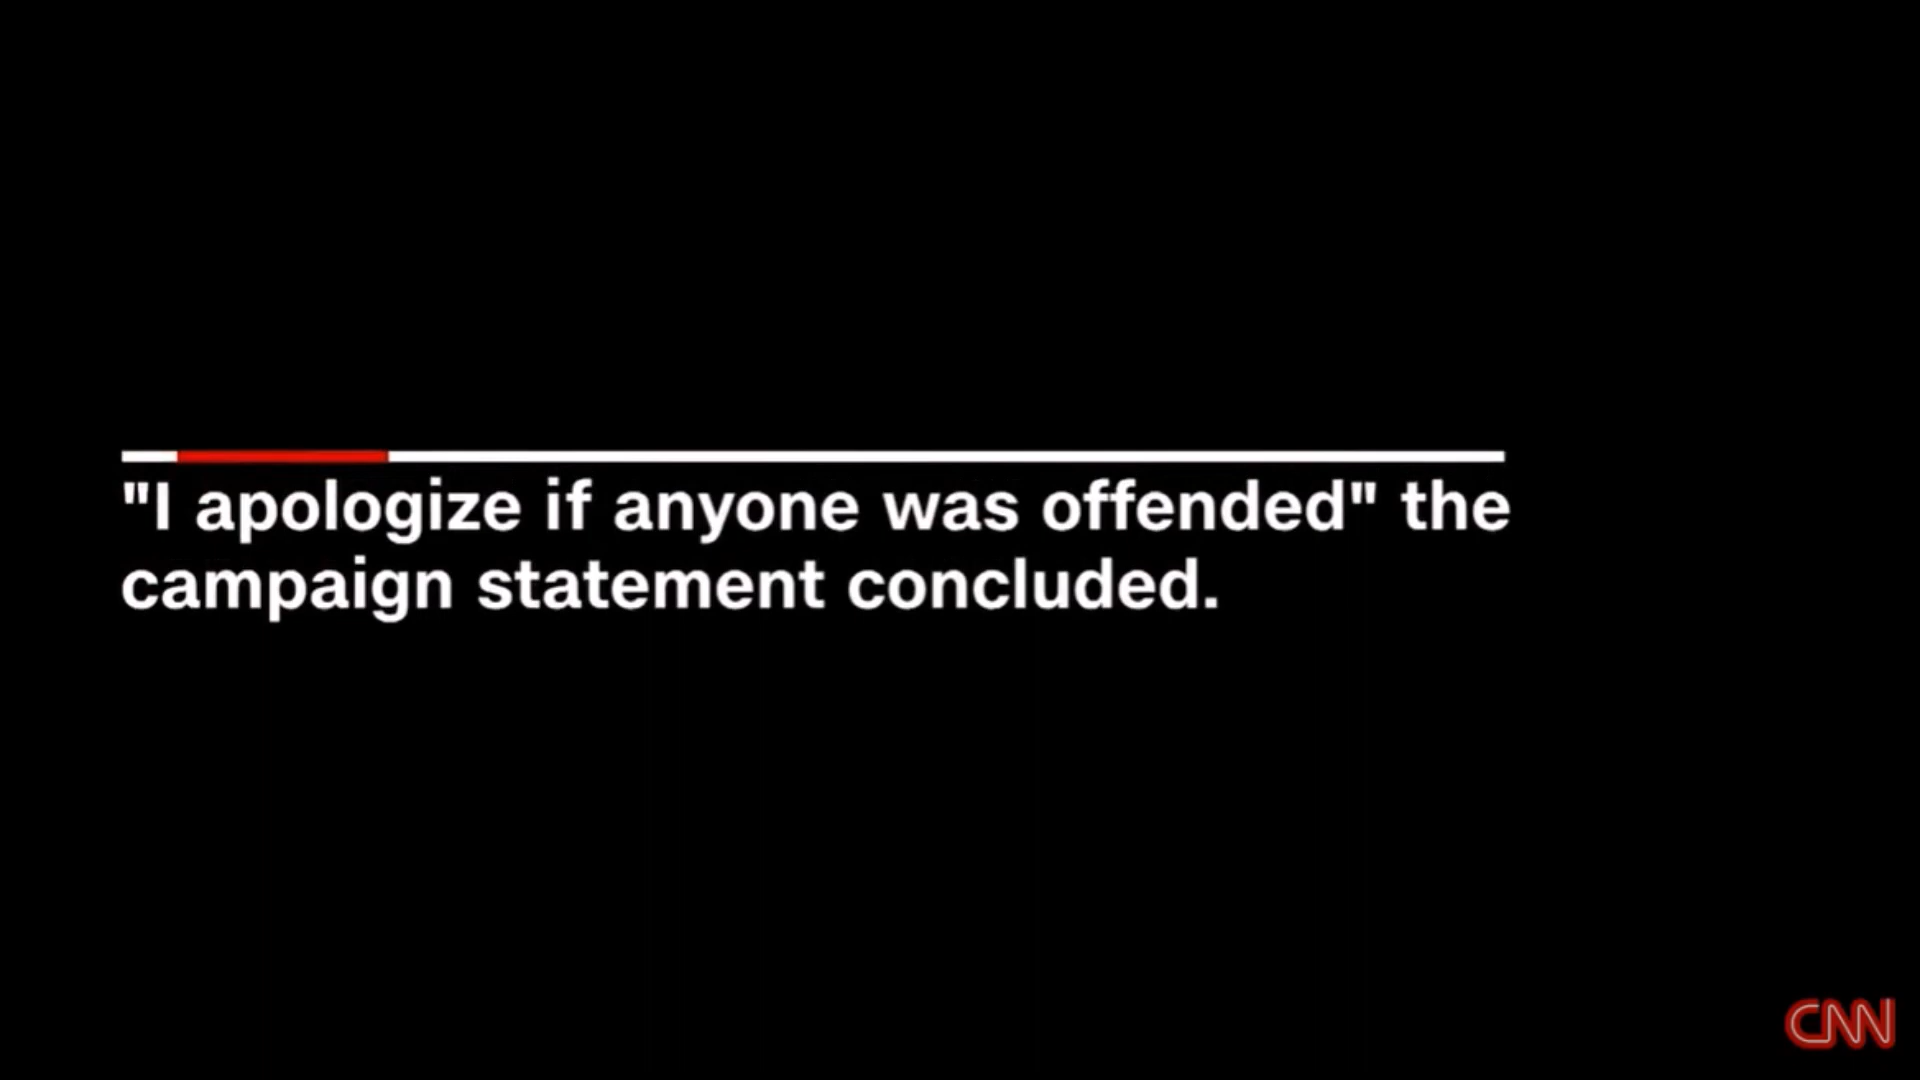 "I apologize if anyone was offended" the
campaign statement concluded.
CNN